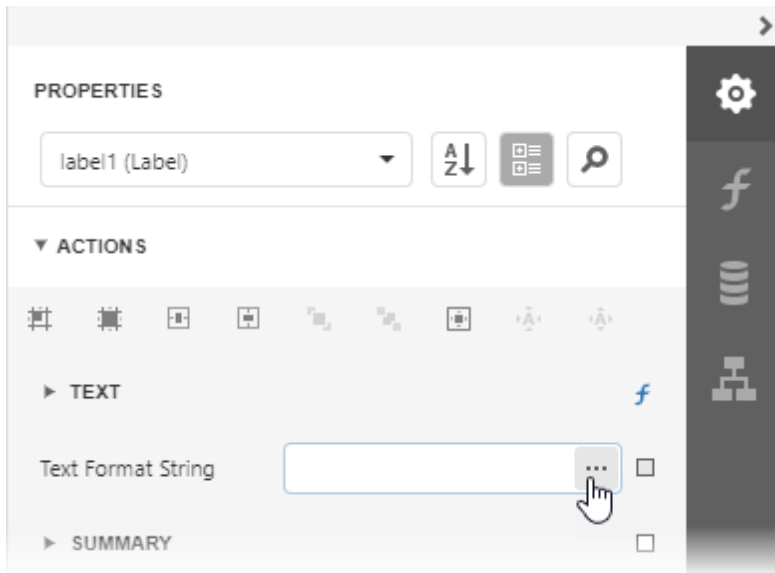 PROPERTIES
label1 (Label)
ACTIONS
TEXT
Text Format String
SUMMARY